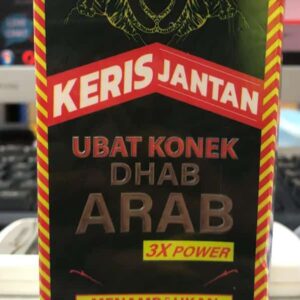 KERIS JANTAN
UBAT KONEK
DHAB
ARAB
3X POWER